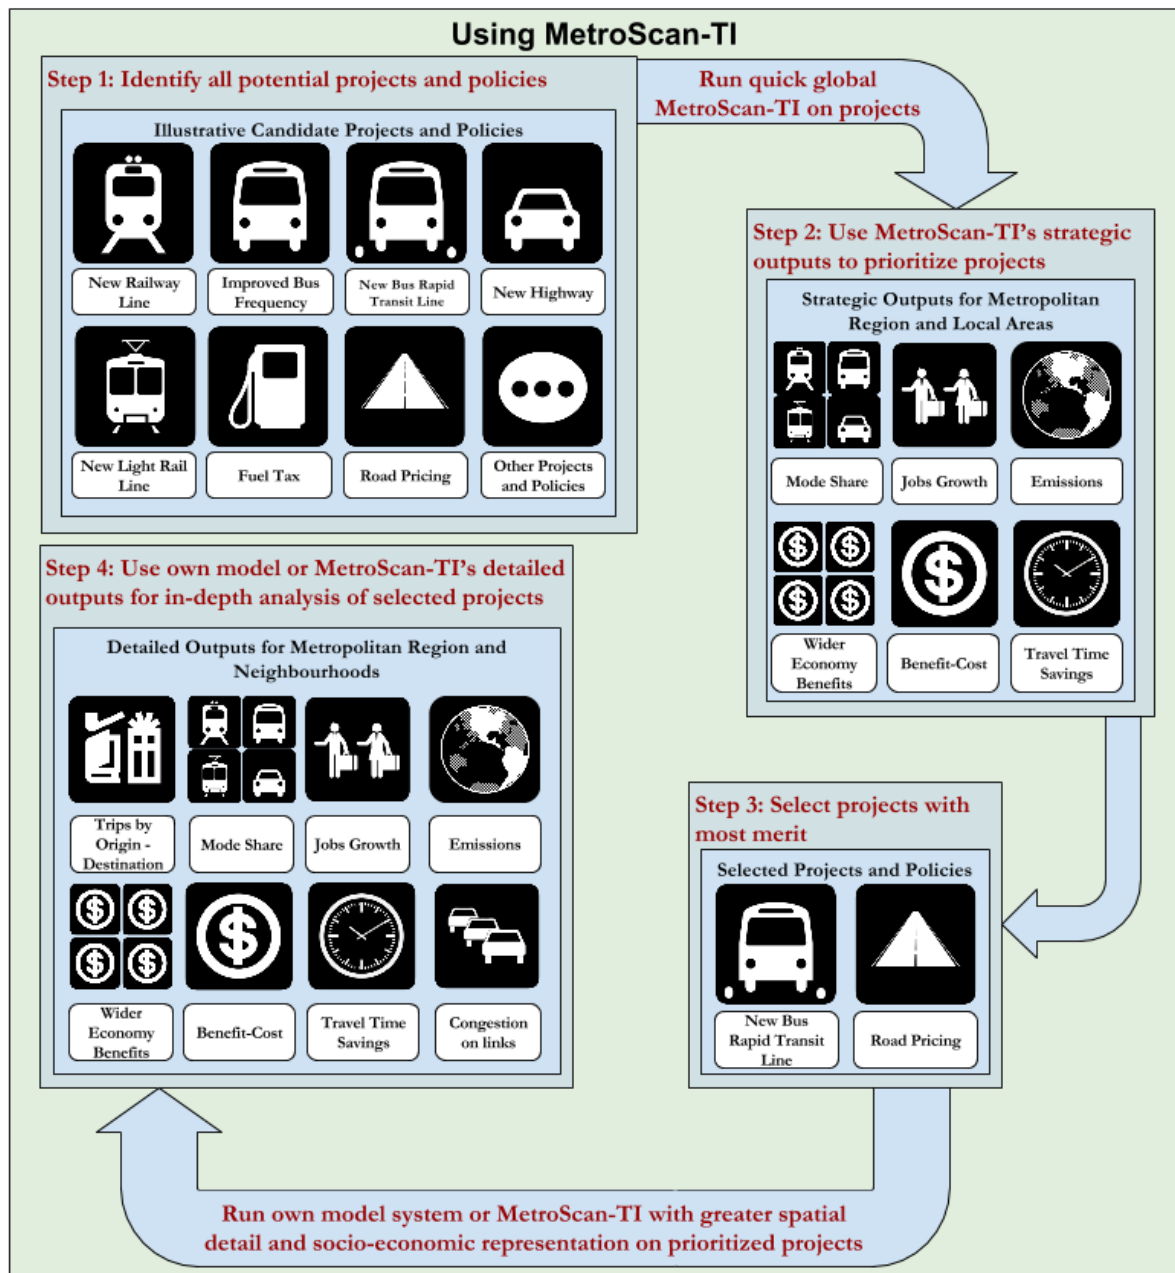 Using MetroScan-TI
Step 1: Identify all potential projects and policies
Illustrative Candidate Projects and Policies
New Railway
Line
Improved Bus
Frequency
New Bus Rapid
Transit Line
New Highway
New Light Rail
Line
Fuel Tax
Road Pricing
Other Projects
and Policies
Run quick global
MetroScan-TI on projects
Step 2: Use MetroScan-TI's strategic
outputs to prioritize projects
Strategic Outputs for Metropolitan
Region and Local Areas
Mode Share
Jobs Growth
Emissions
Wider
Economy
Benefits
Benefit-Cost
Travel Time
Savings
Step 3: Select projects with
most merit
Selected Projects and Policies
New Bus
Rapid Transit
Line
Road Pricing
Run own model system or MetroScan-TI with greater spatial
detail and socio-economic representation on prioritized projects
Step 4: Use own model or MetroScan-TI's detailed
outputs for in-depth analysis of selected projects
Detailed Outputs for Metropolitan Region and
Neighbourhoods
Trips by
Origin -
Destination
Mode Share
Jobs Growth
Emissions
Wider
Economy
Benefits
Benefit-Cost
Travel Time
Savings
Congestion
on links